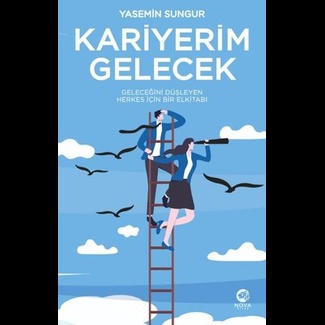 YASEMİN SUNGUR
KARİYERİM
GELECEK
GELECEĞİNİ DÜŞLEYEN
HERKES İÇİN BİR ELKİTABI
NOVA